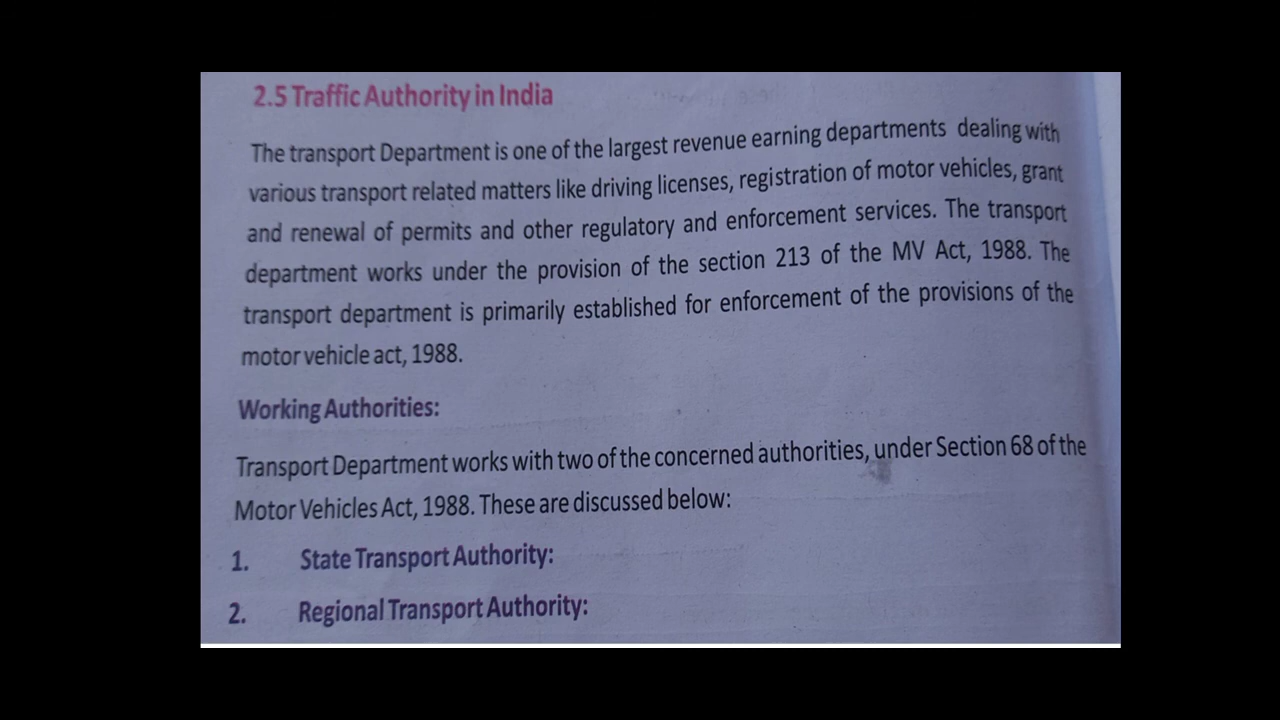 2.5 Traffic Authority in India
The transport Department is one of the largest revenue earning departments dealing with
various transport related matters like driving licenses, registration of motor vehicles, grant
and renewal of permits and other regulatory and enforcement services. The transport
department works under the provision of the section 213 of the MV Act, 1988. The
transport department is primarily established for enforcement of the provisions of the
motor vehicle act, 1988.
Working Authorities:
Transport Department works with two of the concerned authorities, under Section 68 of the
Motor Vehicles Act, 1988. These are discussed below:
1. State Transport Authority:
2. Regional Transport Authority: